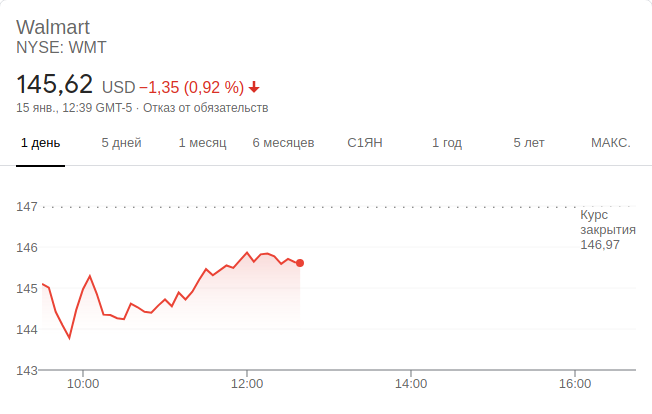 Walmart
NYSE: WMT
145,62 USD −1,35 (0,92 %)
15 янв., 12:39 GMT-5 · Отказ от обязательств
1 день 5 дней 1 месяц 6 месяцев С1ЯН 1 год 5 лет МАКС.
147
Курс
закрытия
146,97
146
145
144
143
10:00 12:00 14:00 16:00